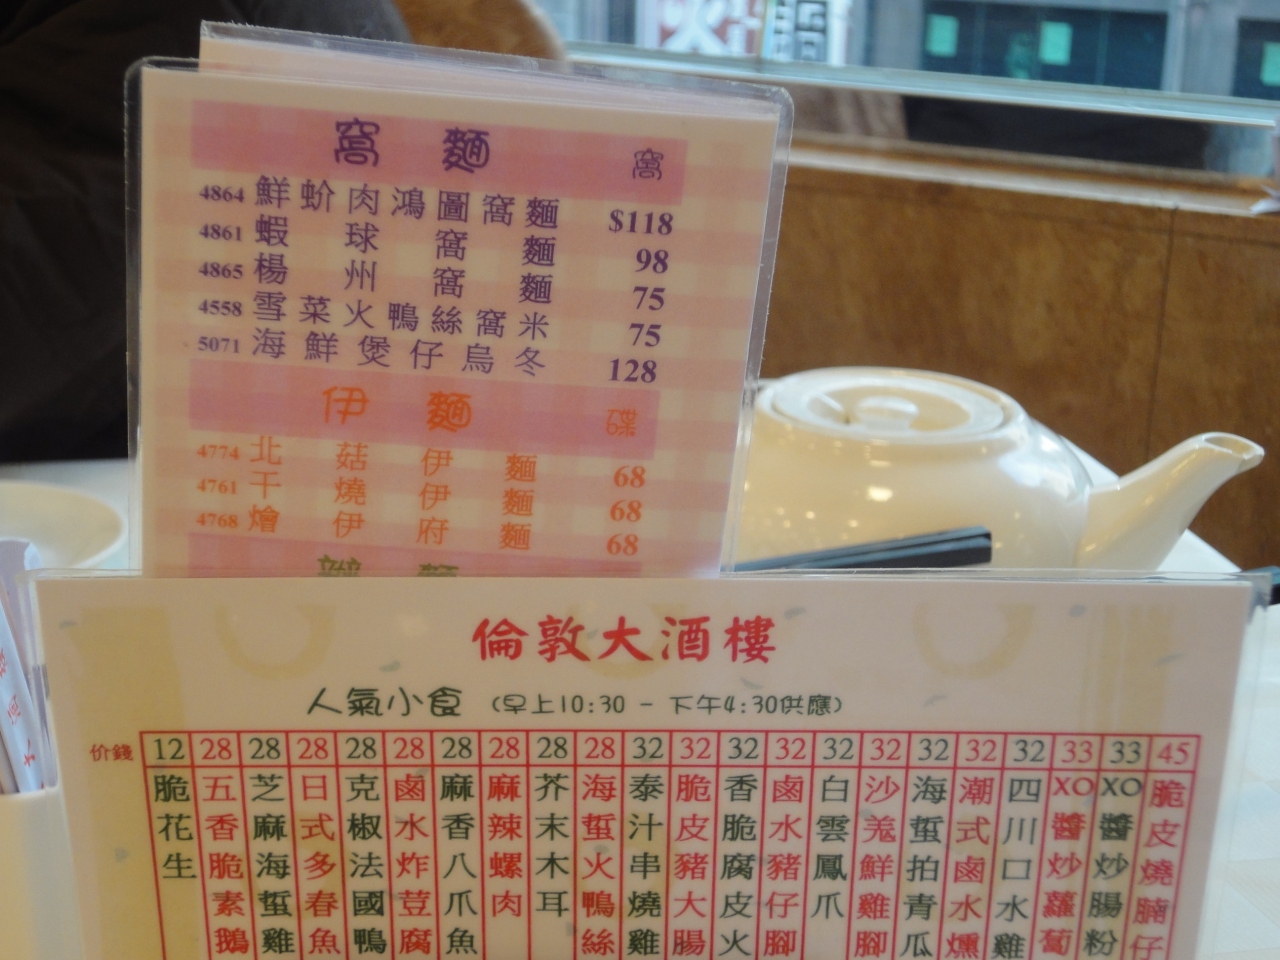 窩麵 窩
4864 鮮蚧肉鴻圖窩麵 $118
4861 蝦球窩麵 98
4865 楊州窩麵 75
4558 雪菜火鴨絲窩米 75
5071 海鮮煲仔烏冬 128
伊麵 碟
4774 北菇伊麵 68
4761 干燒伊麵 68
4768 燴伊府麵 68
倫敦大酒樓
人氣小食 (早上10:30 - 下午4:30供應)
价錢 12 28 28 28 28 28 28 28 28 28 32 32 32 32 32 32 32 32 32 33 33 45
脆花生
五香脆素鵝
芝麻海蜇雞
日式多春魚
克椒法國鴨
鹵水炸荳腐
麻香八爪魚
麻辣螺肉
芥末木耳
海蜇火鴨絲
泰汁串燒雞
脆皮豬大腸
香脆腐皮火
鹵水豬仔腳
白雲鳳爪
沙羗鮮雞腳
海蜇拍青瓜
潮式鹵水燻
四川口水雞
XO醬炒蘿蔔
XO醬炒腸粉
脆皮燒腩仔